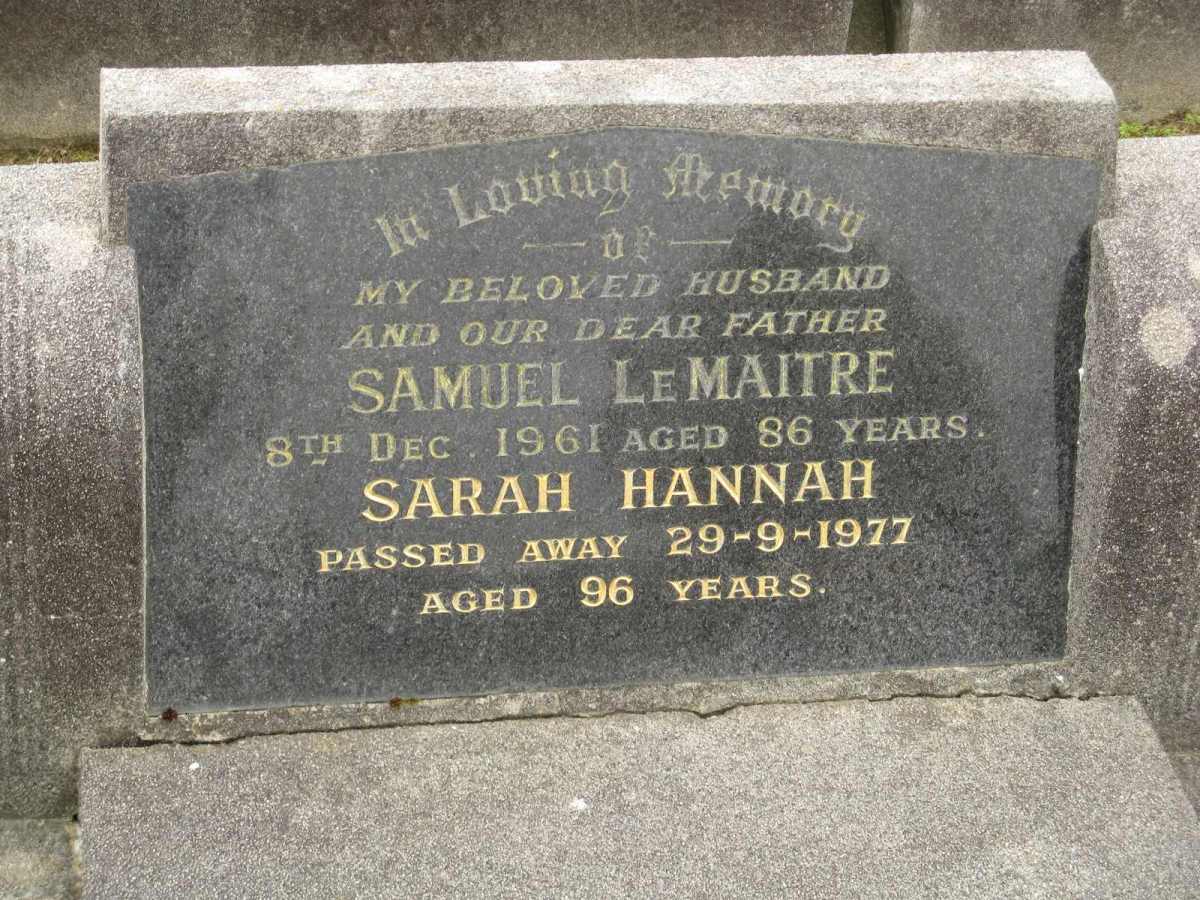 In Loving Memory
— of —
MY BELOVED HUSBAND
AND OUR DEAR FATHER
SAMUEL LEMAITRE
8TH DEC. 1961 AGED 86 YEARS.
SARAH HANNAH
PASSED AWAY 29-9-1977
AGED 96 YEARS.